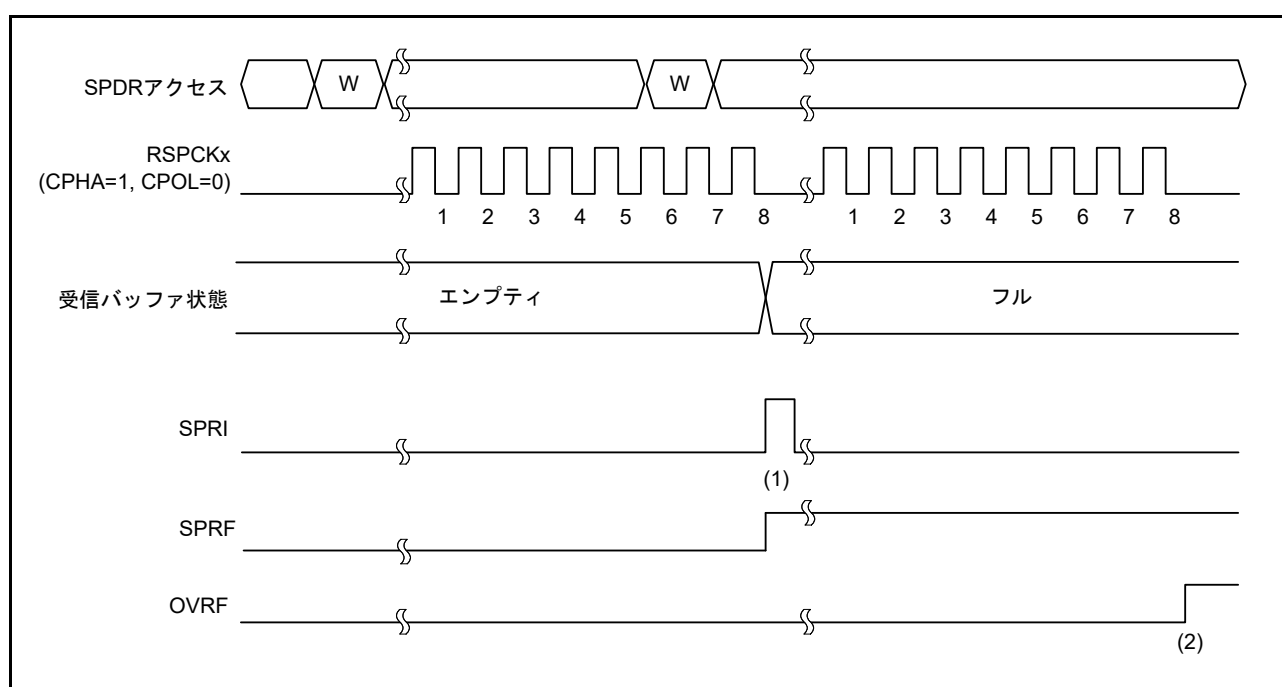 SPDRアクセス
W
W
RSPCKx
(CPHA=1, CPOL=0)
1 2 3 4 5 6 7 8 1 2 3 4 5 6 7 8
受信バッファ状態
エンプティ
フル
SPRI
(1)
SPRF
OVRF
(2)